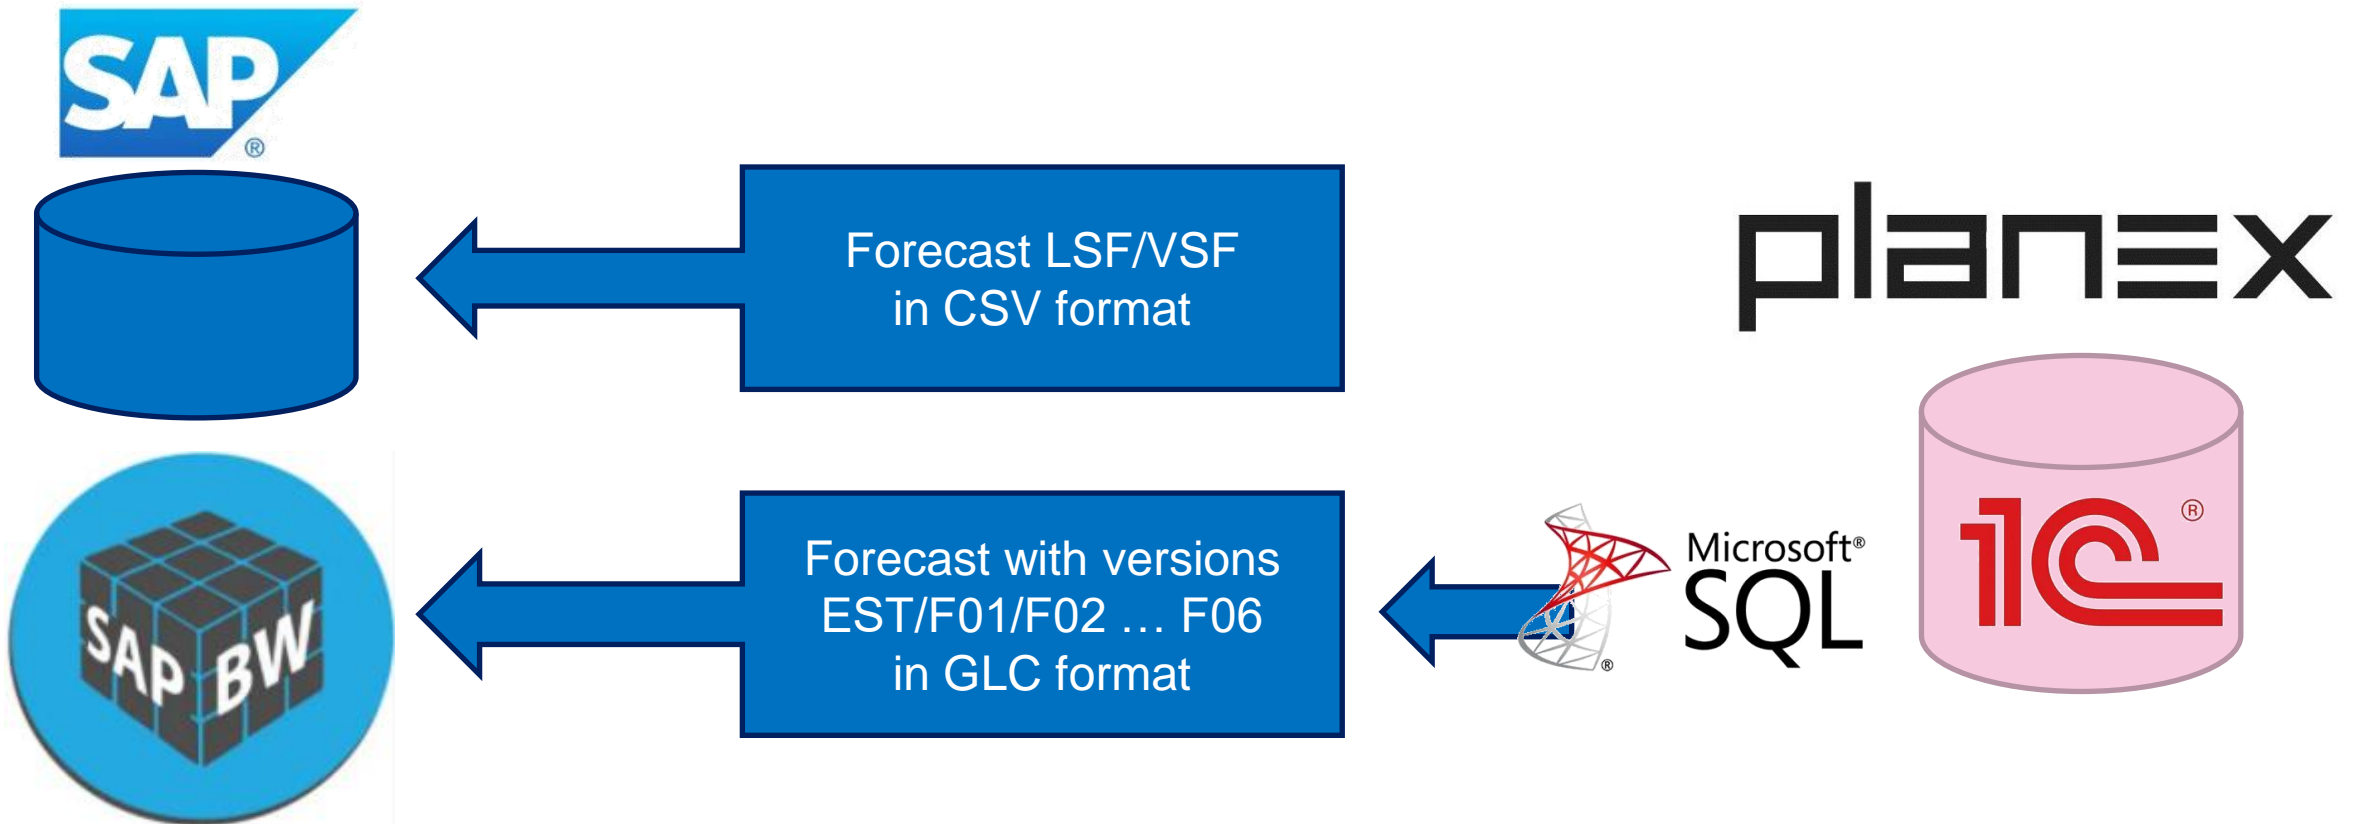 SAP
®
Forecast LSF/VSF
in CSV format
planex
SAP BW
Forecast with versions
EST/F01/F02 … F06
in GLC format
Microsoft®
SQL
®
1C
®